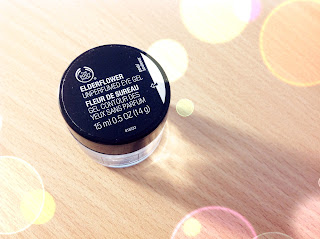 THE BODY SHOP
ELDERFLOWER
UNPERFUMED EYE GEL
FLEUR DE SUREAU
GEL CONTOUR DES
YEUX SANS PARFUM
15 ml 0.5 OZ (14 g)